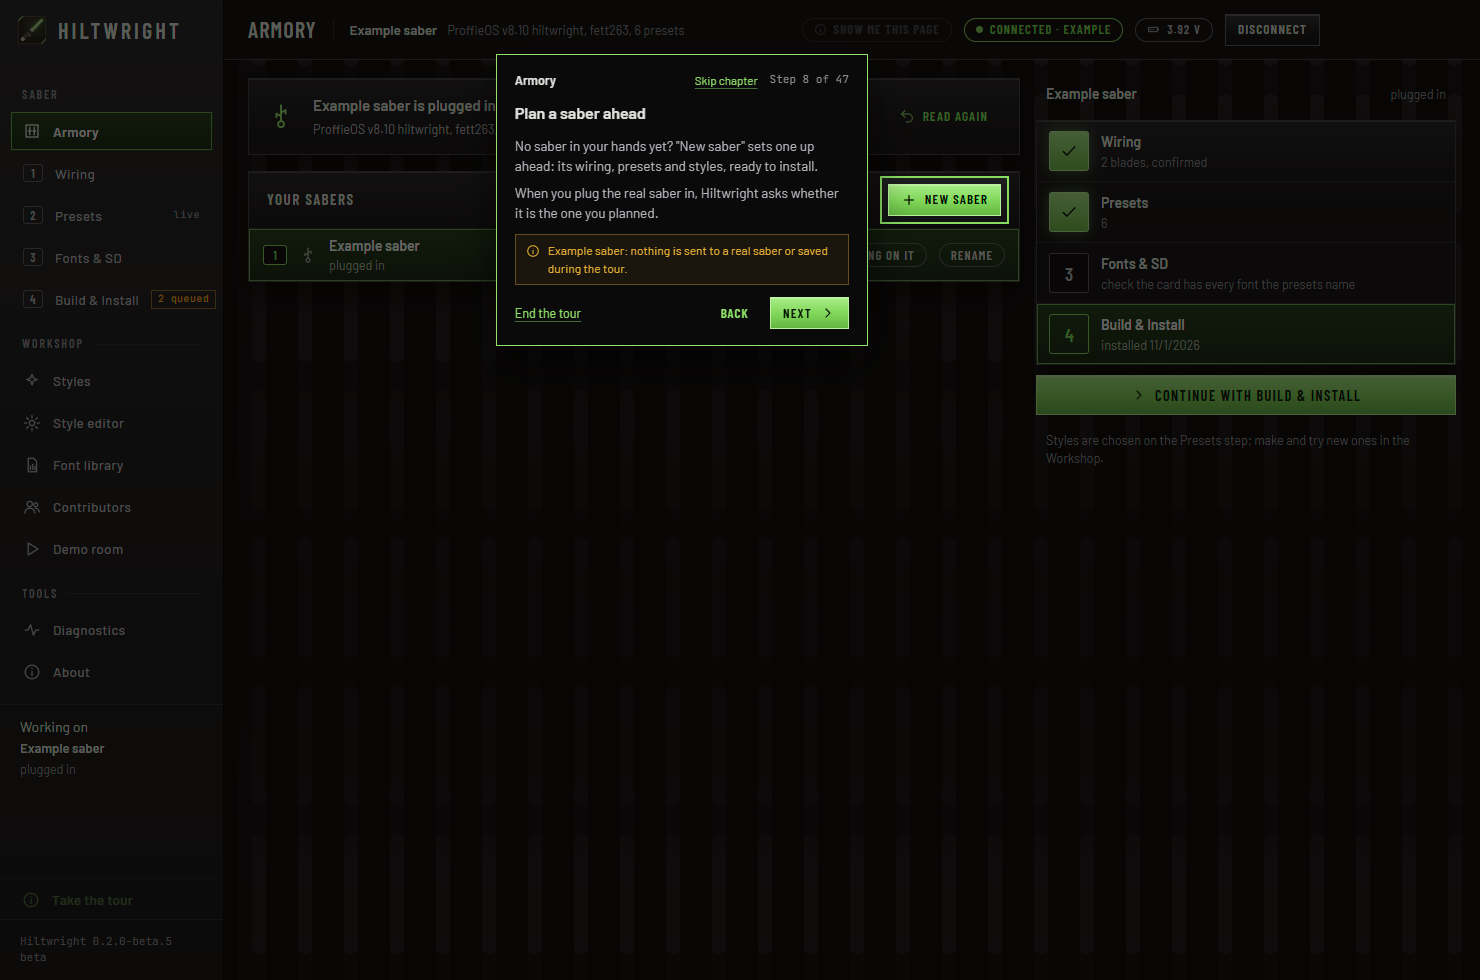 HILTWRIGHT
SABER
Armory
1 Wiring
2 Presets live
3 Fonts & SD
4 Build & Install 2 queued
WORKSHOP
Styles
Style editor
Font library
Contributors
Demo room
TOOLS
Diagnostics
About
Working on
Example saber
plugged in
Take the tour
Hiltwright 0.2.0-beta.5
beta
ARMORY
Example saber ProffieOS v8.10 hiltwright, fett263, 6 presets
SHOW ME THIS PAGE
CONNECTED · EXAMPLE
3.92 V
DISCONNECT
Example saber is plugged in
ProffieOS v8.10 hiltwright, fett263
READ AGAIN
YOUR SABERS
NEW SABER
1
Example saber
plugged in
NG ON IT
RENAME
Armory
Skip chapter
Step 8 of 47
Plan a saber ahead
No saber in your hands yet? "New saber" sets one up
ahead: its wiring, presets and styles, ready to install.
When you plug the real saber in, Hiltwright asks whether
it is the one you planned.
Example saber: nothing is sent to a real saber or saved
during the tour.
End the tour
BACK
NEXT
Example saber plugged in
Wiring
2 blades, confirmed
Presets
6
3
Fonts & SD
check the card has every font the presets name
4
Build & Install
installed 11/1/2026
CONTINUE WITH BUILD & INSTALL
Styles are chosen on the Presets step; make and try new ones in the
Workshop.